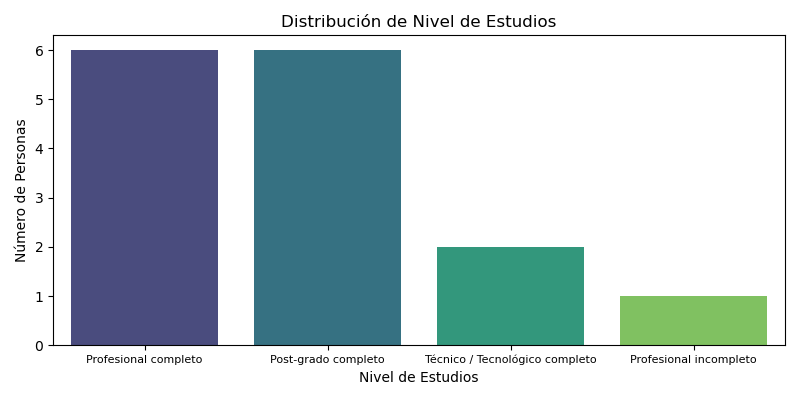 Distribución de Nivel de Estudios
Número de Personas
6
5
4
3
2
1
0
Profesional completo
Post-grado completo
Técnico / Tecnológico completo
Profesional incompleto
Nivel de Estudios